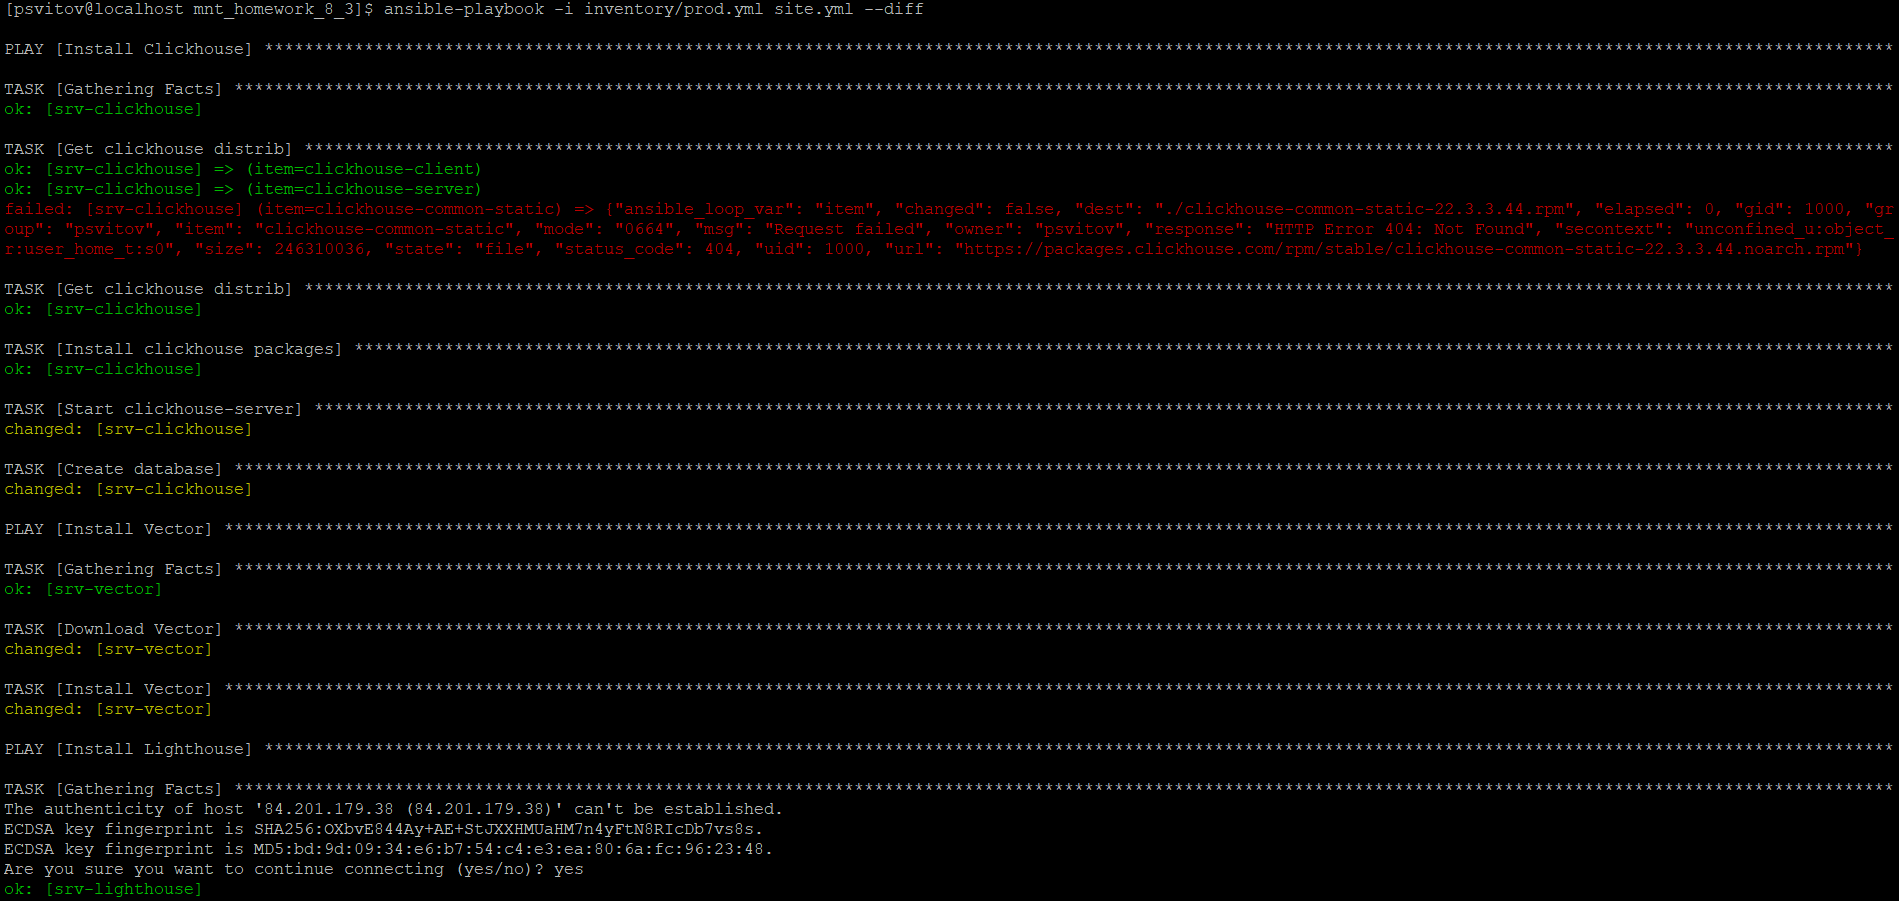 [psvitov@localhost mnt_homework_8_3]$ ansible-playbook -i inventory/prod.yml site.yml --diff
PLAY [Install Clickhouse] ***************************************************************************************************************************************************************
TASK [Gathering Facts] ******************************************************************************************************************************************************************
ok: [srv-clickhouse]
TASK [Get clickhouse distrib] ***********************************************************************************************************************************************************
ok: [srv-clickhouse] => (item=clickhouse-client)
ok: [srv-clickhouse] => (item=clickhouse-server)
failed: [srv-clickhouse] (item=clickhouse-common-static) => {"ansible_loop_var": "item", "changed": false, "dest": "./clickhouse-common-static-22.3.3.44.rpm", "elapsed": 0, "gid": 1000, "gr
oup": "psvitov", "item": "clickhouse-common-static", "mode": "0664", "msg": "Request failed", "owner": "psvitov", "response": "HTTP Error 404: Not Found", "secontext": "unconfined_u:object_
r:user_home_t:s0", "size": 246310036, "state": "file", "status_code": 404, "uid": 1000, "url": "https://packages.clickhouse.com/rpm/stable/clickhouse-common-static-22.3.3.44.noarch.rpm"}
TASK [Get clickhouse distrib] ***********************************************************************************************************************************************************
ok: [srv-clickhouse]
TASK [Install clickhouse packages] ******************************************************************************************************************************************************
ok: [srv-clickhouse]
TASK [Start clickhouse-server] **********************************************************************************************************************************************************
changed: [srv-clickhouse]
TASK [Create database] ******************************************************************************************************************************************************************
changed: [srv-clickhouse]
PLAY [Install Vector] *******************************************************************************************************************************************************************
TASK [Gathering Facts] ******************************************************************************************************************************************************************
ok: [srv-vector]
TASK [Download Vector] ******************************************************************************************************************************************************************
changed: [srv-vector]
TASK [Install Vector] *******************************************************************************************************************************************************************
changed: [srv-vector]
PLAY [Install Lighthouse] ***************************************************************************************************************************************************************
TASK [Gathering Facts] ******************************************************************************************************************************************************************
The authenticity of host '84.201.179.38 (84.201.179.38)' can't be established.
ECDSA key fingerprint is SHA256:OXbvE844Ay+AE+StJXXHMUaHM7n4yFtN8RIcDb7vs8s.
ECDSA key fingerprint is MD5:bd:9d:09:34:e6:b7:54:c4:e3:ea:80:6a:fc:96:23:48.
Are you sure you want to continue connecting (yes/no)? yes
ok: [srv-lighthouse]